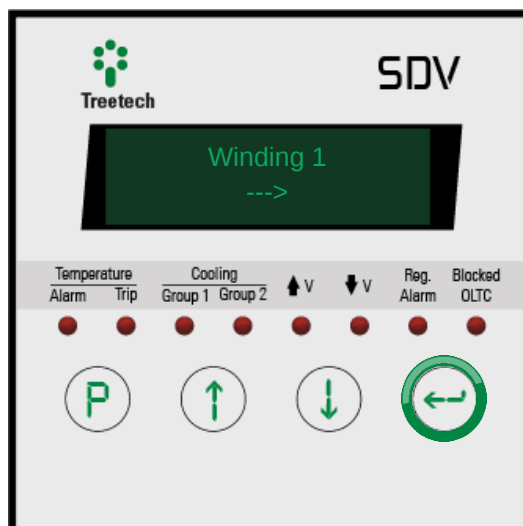 Treetech
SDV
Winding 1
--->
Temperature
Alarm Trip
Cooling
Group 1 Group 2
V
V
Reg.
Alarm
Blocked
OLTC
P